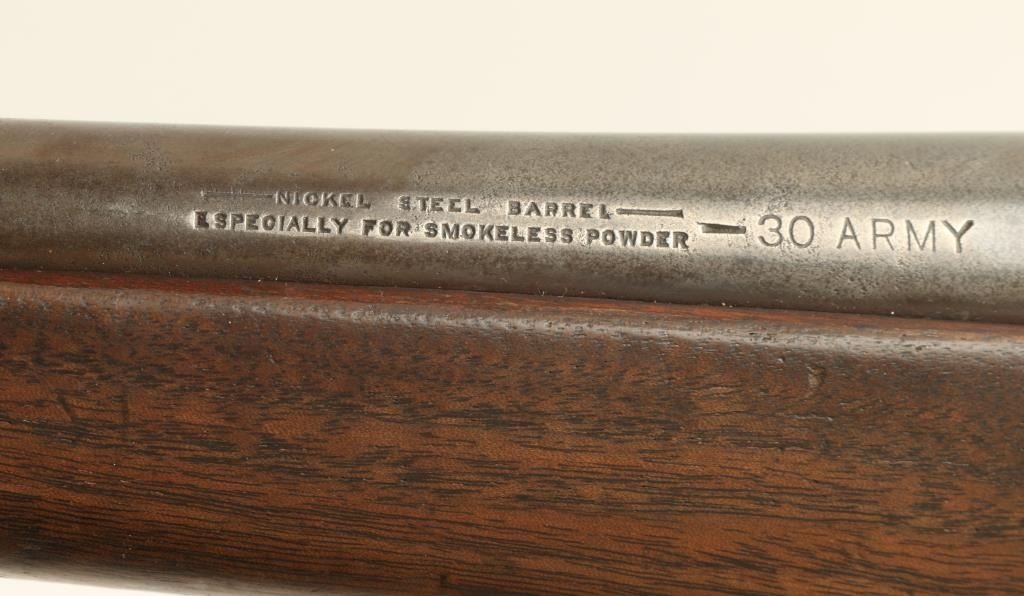 NICKEL STEEL BARREL
ESPECIALLY FOR SMOKELESS POWDER
- 30 ARMY